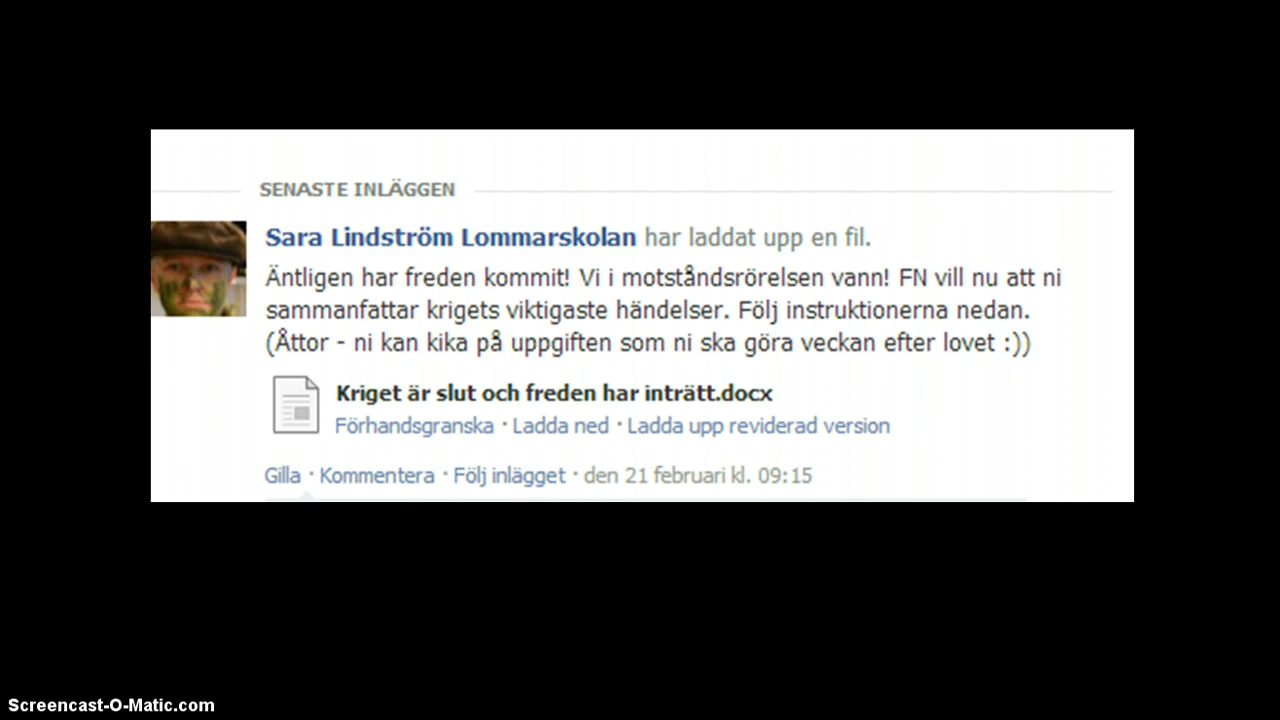 SENASTE INLÄGGEN
Sara Lindström Lommarskolan har laddat upp en fil.
Äntligen har freden kommit! Vi i motståndsrörelsen vann! FN vill nu att ni
sammanfattar krigets viktigaste händelser. Följ instruktionerna nedan.
(Åttor - ni kan kika på uppgiften som ni ska göra veckan efter lovet :))
Kriget är slut och freden har inträtt.docx
Förhandsgranska · Ladda ned · Ladda upp reviderad version
Gilla · Kommentera · Följ inlägget · den 21 februari kl. 09:15
Screencast-O-Matic.com